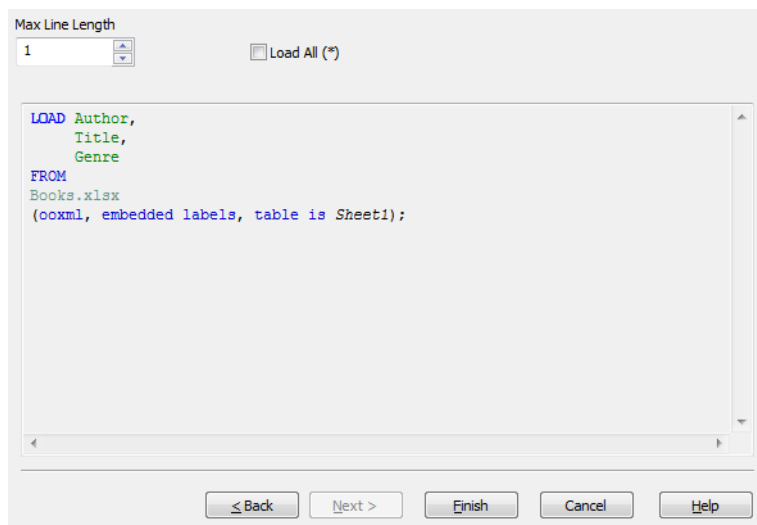 Max Line Length
1
Load All (*)
LOAD Author,
Title,
Genre
FROM
Books.xlsx
(ooxml, embedded labels, table is Sheet1);
< Back
Next >
Finish
Cancel
Help